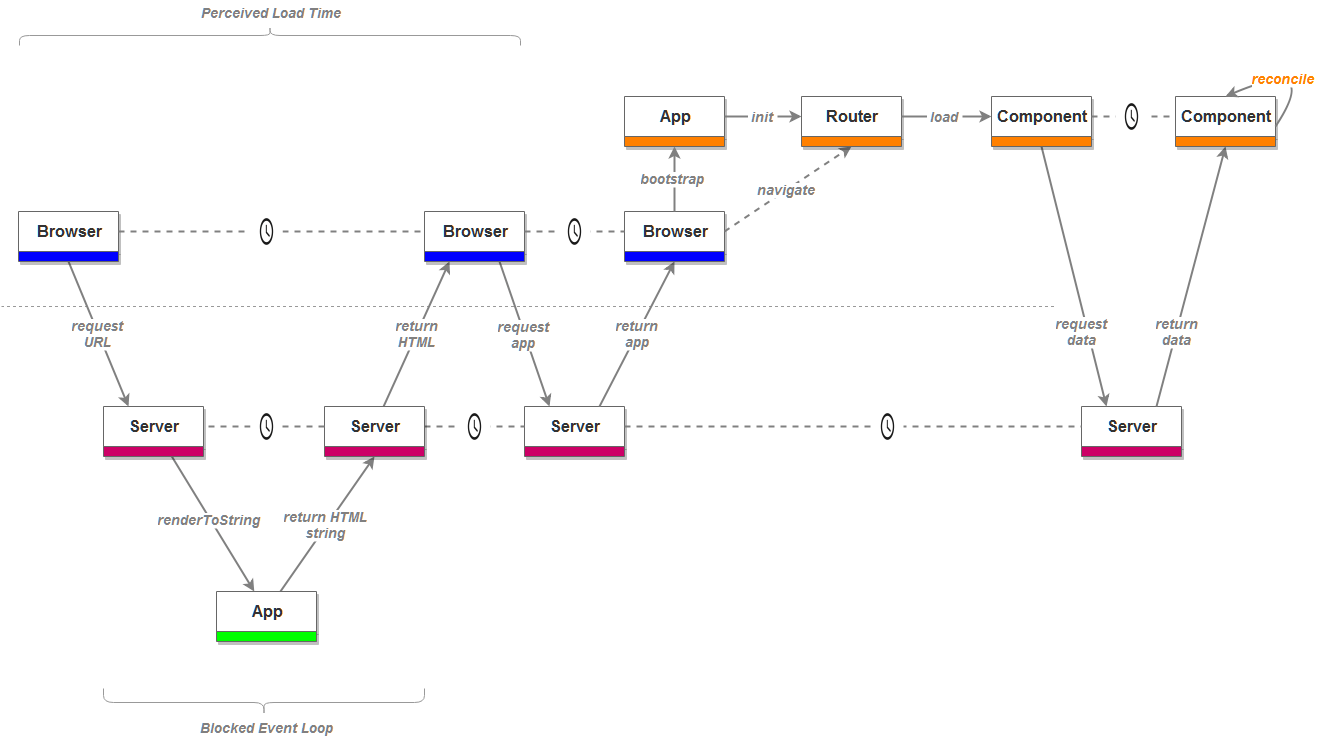 Perceived Load Time
reconcile
App
init
Router
load
Component
Component
bootstrap
navigate
Browser
Browser
Browser
request
URL
return
HTML
request
app
return
app
request
data
return
data
Server
Server
Server
Server
renderToString
return HTML
string
App
Blocked Event Loop